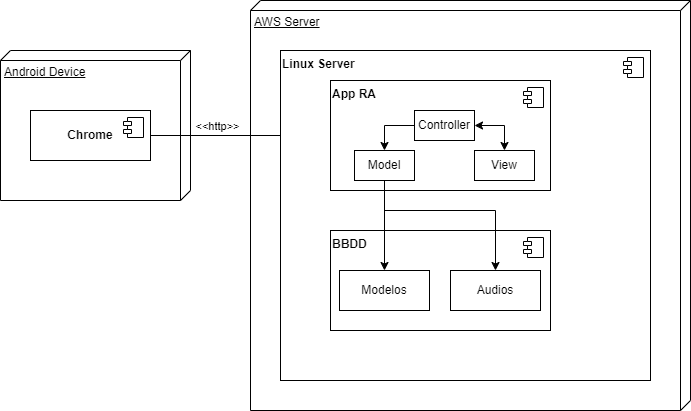 AWS Server
Android Device
Linux Server
App RA
Controller
Chrome
<<http>>
Model
View
BBDD
Modelos
Audios